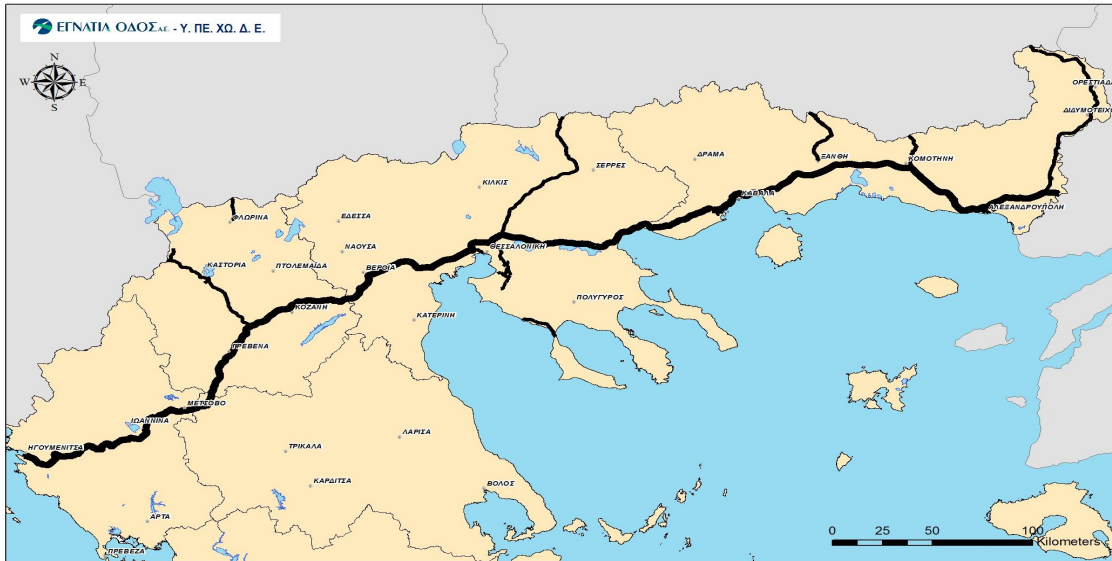 ΕΓΝΑΤΙΑ ΟΔΟΣ Α.Ε. - Υ. ΠΕ. ΧΩ. Δ. Ε.
N
W E
S
ΟΡΕΣΤΙΑΔΑ
ΔΙΔΥΜΟΤΕΙΧΟ
ΞΑΝΘΗ
ΚΟΜΟΤΗΝΗ
ΔΡΑΜΑ
ΣΕΡΡΕΣ
ΚΙΛΚΙΣ
ΚΑΒΑΛΑ
ΑΛΕΞΑΝΔΡΟΥΠΟΛΗ
ΦΛΩΡΙΝΑ
ΕΔΕΣΣΑ
ΝΑΟΥΣΑ
ΘΕΣΣΑΛΟΝΙΚΗ
ΚΑΣΤΟΡΙΑ
ΠΤΟΛΕΜΑΙΔΑ
ΒΕΡΟΙΑ
ΠΟΛΥΓΥΡΟΣ
ΚΟΖΑΝΗ
ΚΑΤΕΡΙΝΗ
ΓΡΕΒΕΝΑ
ΜΕΤΣΟΒΟ
ΙΩΑΝΝΙΝΑ
ΗΓΟΥΜΕΝΙΤΣΑ
ΛΑΡΙΣΑ
ΤΡΙΚΑΛΑ
ΚΑΡΔΙΤΣΑ
ΒΟΛΟΣ
ΑΡΤΑ
ΠΡΕΒΕΖΑ
0 25 50 100
Kilometers